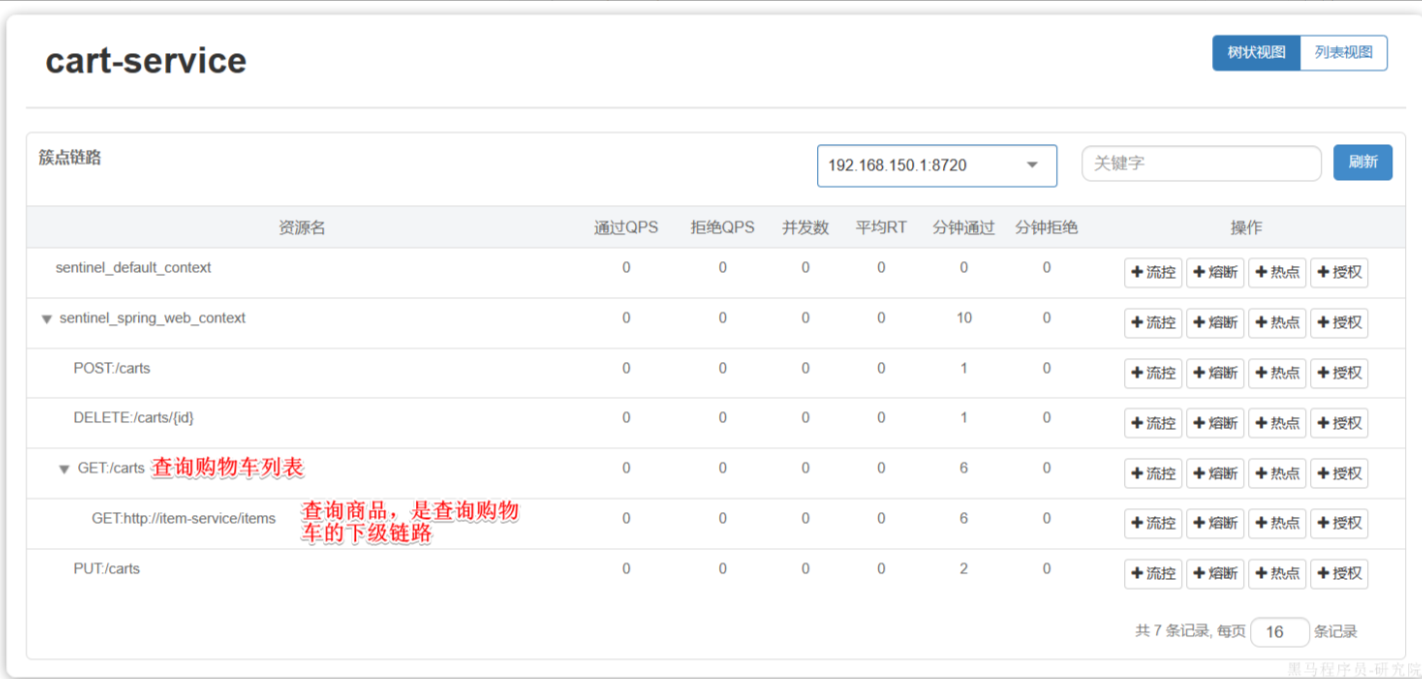 cart-service
树状视图 列表视图
簇点链路 192.168.150.1:8720 关键字 刷新
资源名 通过QPS 拒绝QPS 并发数 平均RT 分钟通过 分钟拒绝 操作
sentinel_default_context 0 0 0 0 0 0 +流控 +熔断 +热点 +授权
sentinel_spring_web_context 0 0 0 0 10 0 +流控 +熔断 +热点 +授权
POST:/carts 0 0 0 0 1 0 +流控 +熔断 +热点 +授权
DELETE:/carts/{id} 0 0 0 0 1 0 +流控 +熔断 +热点 +授权
GET:/carts 查询购物车列表 0 0 0 0 6 0 +流控 +熔断 +热点 +授权
GET:http://item-service/items 0 0 0 0 6 0 +流控 +熔断 +热点 +授权
查询商品，是查询购物
车的下级链路
PUT:/carts 0 0 0 0 2 0 +流控 +熔断 +热点 +授权
共 7 条记录, 每页 16 条记录
黑马程序员-研究院